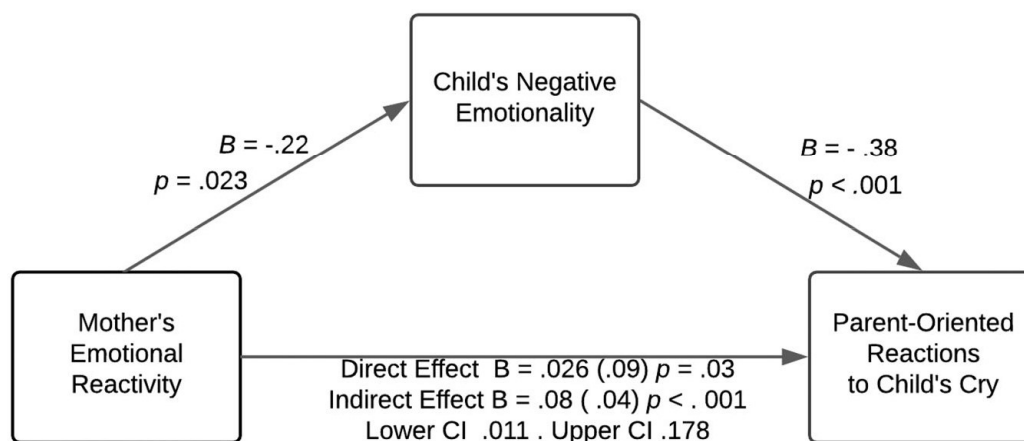 Child's Negative
Emotionality
B = -.22
p = .023
B = - .38
p < .001
Mother's
Emotional
Reactivity
Parent-Oriented
Reactions
to Child's Cry
Direct Effect B = .026 (.09) p = .03
Indirect Effect B = .08 ( .04) p < . 001
Lower CI .011 . Upper CI .178